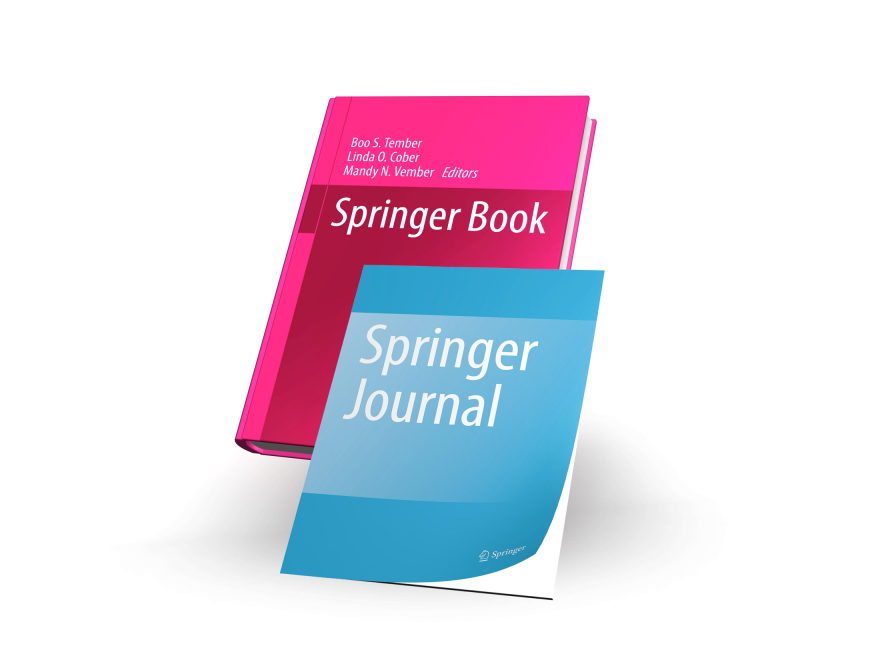 Boo S. Tember
Linda O. Cober
Mandy N. Vember Editors
Springer Book
Springer
Journal
Springer